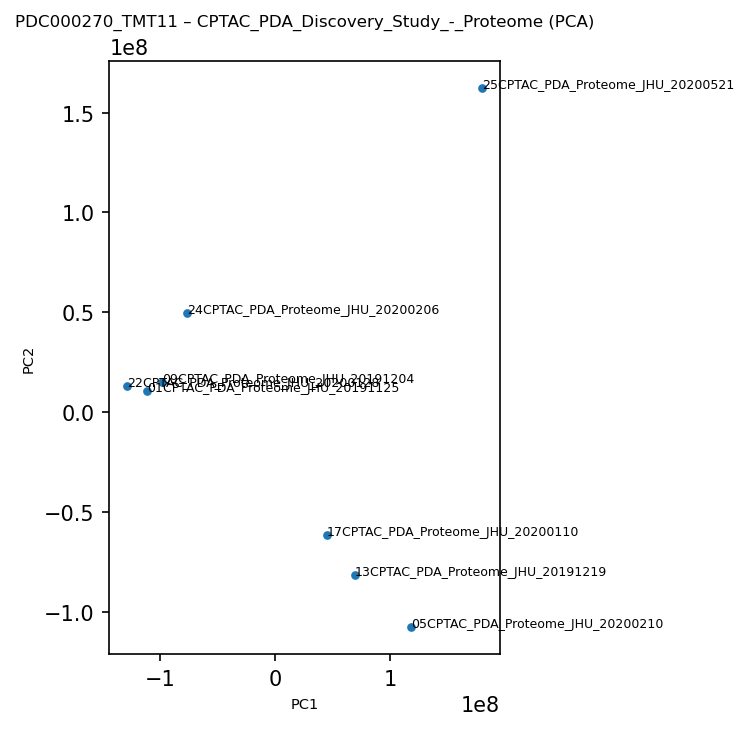 PDC000270_TMT11 – CPTAC_PDA_Discovery_Study_-_Proteome (PCA)
1e8
25CPTAC_PDA_Proteome_JHU_20200521
1.5
1.0
0.5
24CPTAC_PDA_Proteome_JHU_20200206
PC2
09CPTAC_PDA_Proteome_JHU_20191204
01CPTAC_PDA_Proteome_JHU_20191125
0.0
−0.5
17CPTAC_PDA_Proteome_JHU_20200110
13CPTAC_PDA_Proteome_JHU_20191219
−1.0
05CPTAC_PDA_Proteome_JHU_20200210
−1
0
1
PC1
1e8